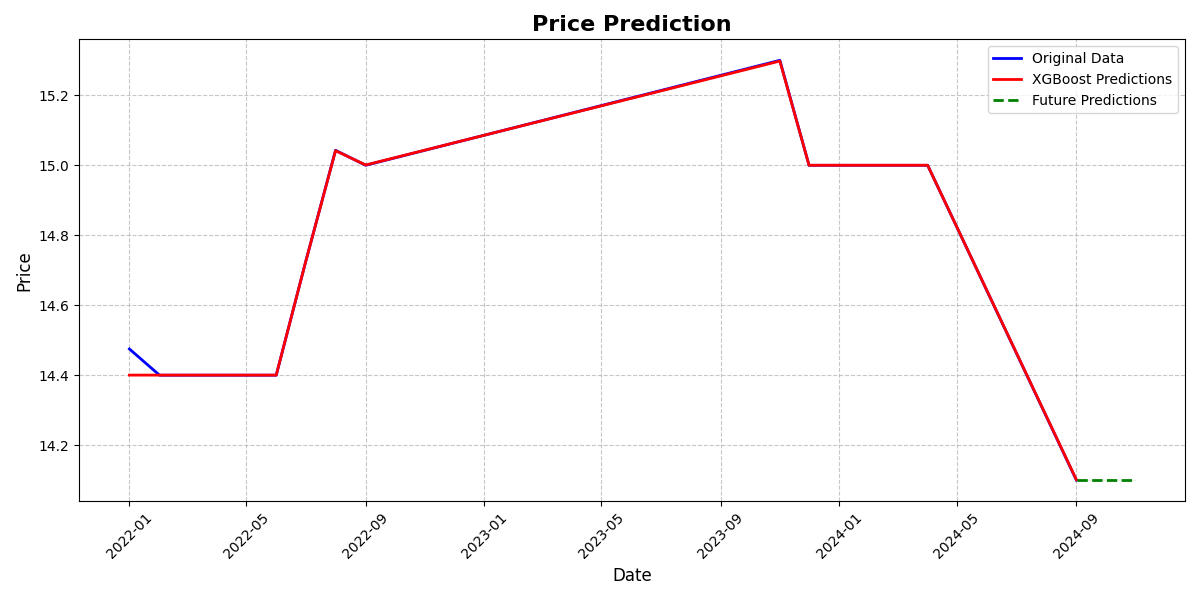 Price Prediction
Original Data
XGBoost Predictions
Future Predictions
Price
15.2
15.0
14.8
14.6
14.4
14.2
2022-01
2022-05
2022-09
2023-01
2023-05
2023-09
2024-01
2024-05
2024-09
Date